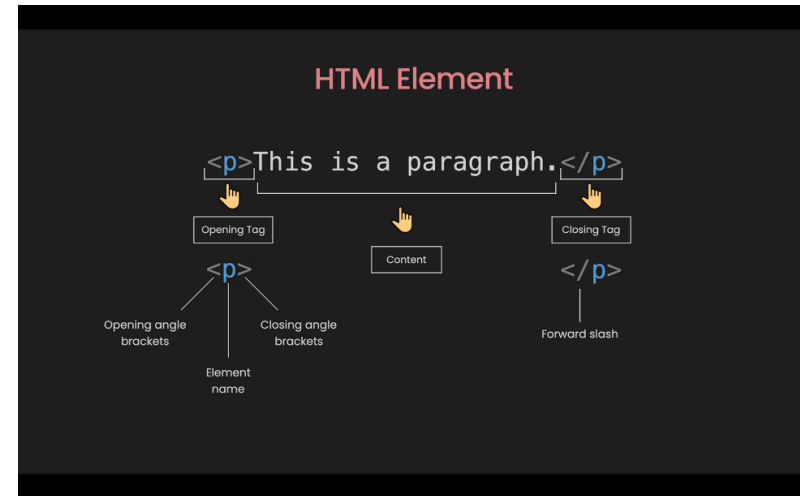 HTML Element
<p>This is a paragraph.</p>
Opening Tag
Content
Closing Tag
<p>
</p>
Opening angle
brackets
Closing angle
brackets
Element
name
Forward slash